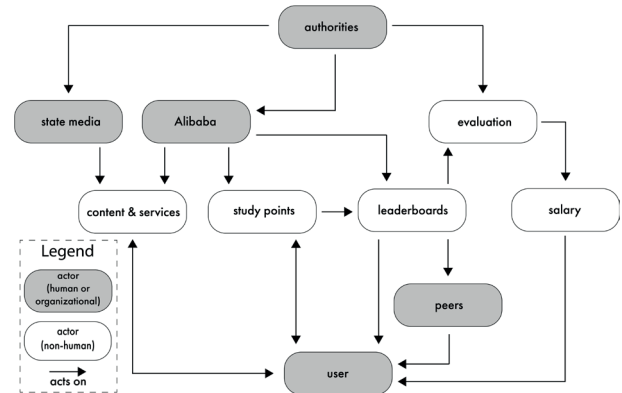 authorities
state media
Alibaba
evaluation
content & services
study points
leaderboards
salary
Legend
actor
(human or
organizational)
peers
actor
(non-human)
acts on
user